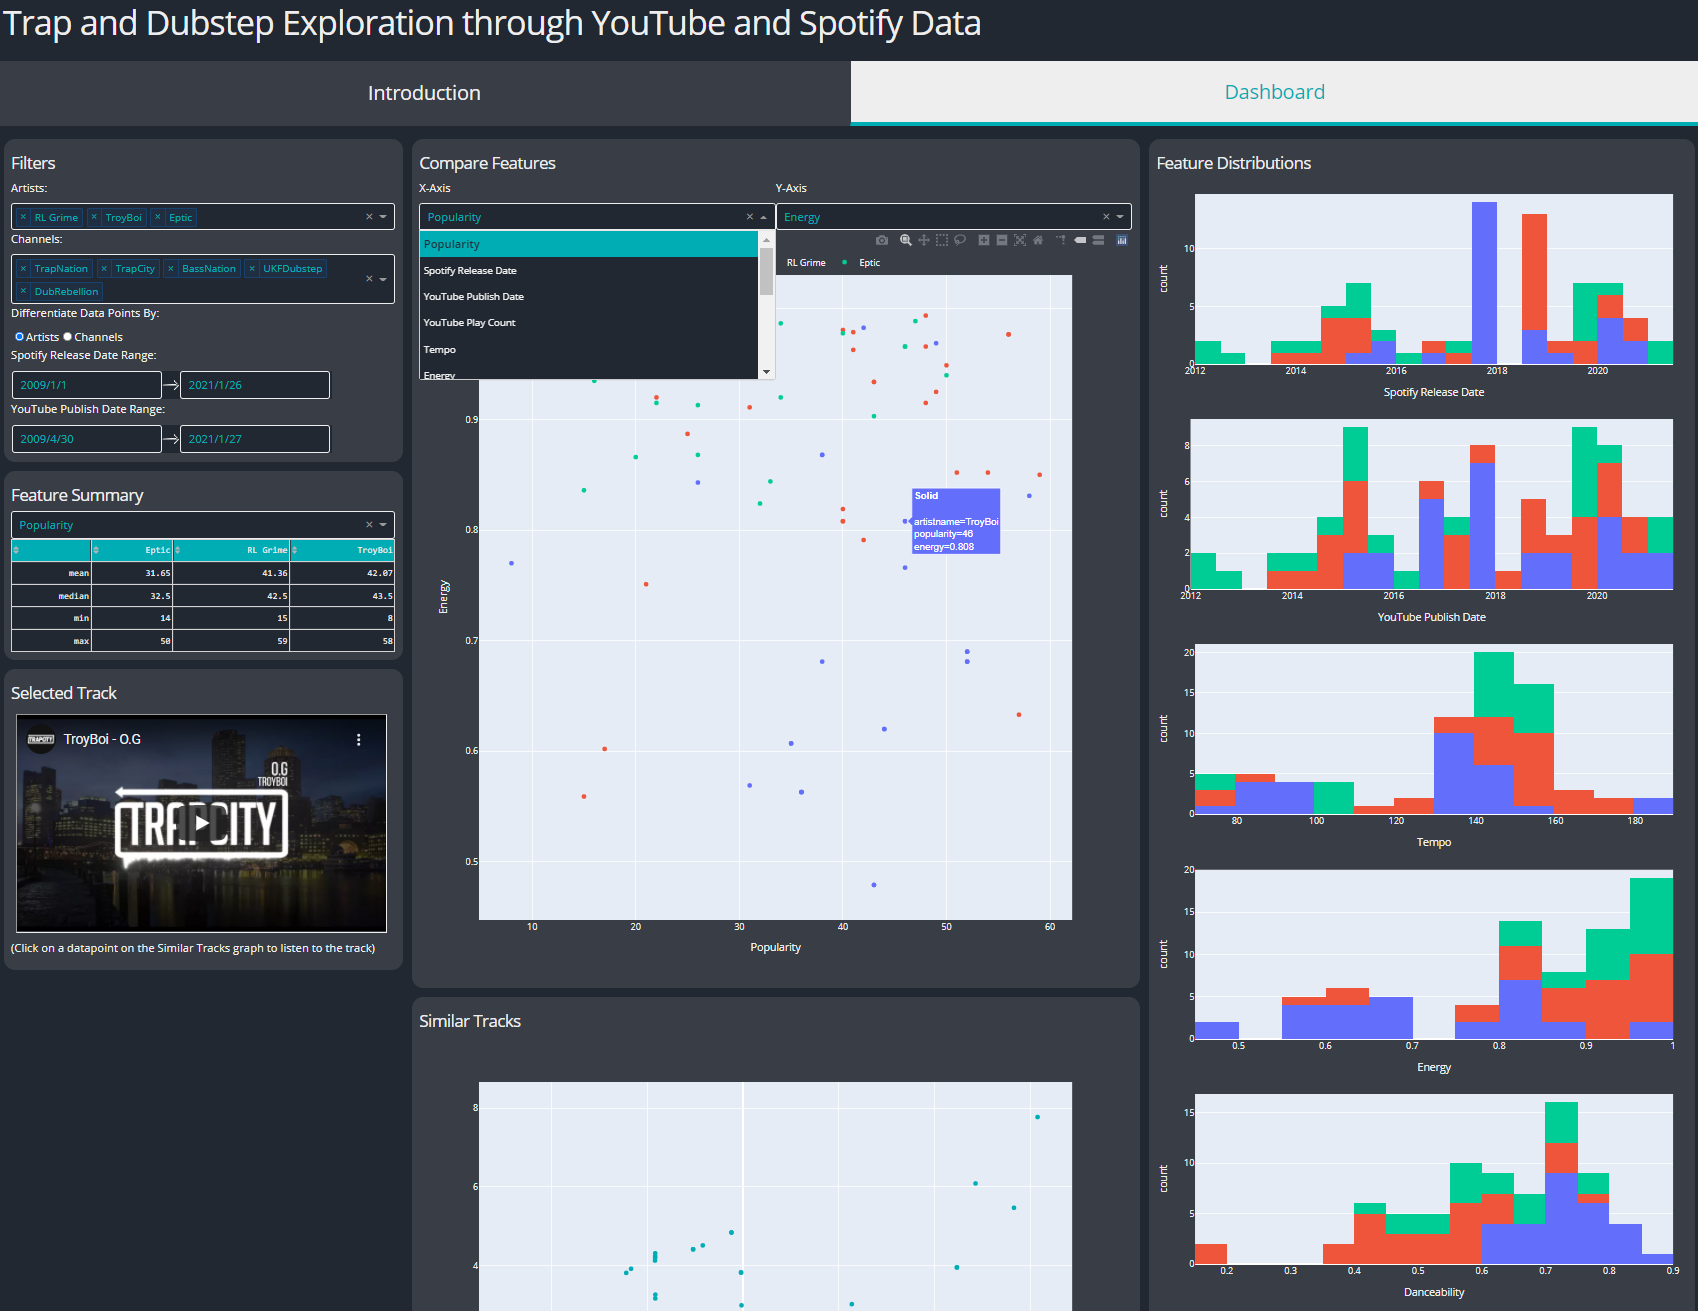 Trap and Dubstep Exploration through YouTube and Spotify Data
Introduction
Dashboard
Filters
Artists:
× RL Grime × TroyBoi × Eptic
Channels:
× TrapNation × TrapCity × BassNation × UKFDubstep
× DubRebellion
Differentiate Data Points By:
Artists Channels
Spotify Release Date Range:
2009/1/1 → 2021/1/26
YouTube Publish Date Range:
2009/4/30 → 2021/1/27
Feature Summary
Popularity
Eptic RL Grime TroyBoi
mean 31.65 41.36 42.07
median 32.5 42.5 43.5
min 14 15 8
max 50 59 58
Selected Track
TRAPCITY
TroyBoi - O.G
O.G
TROYBOI
TRAPCITY
(Click on a datapoint on the Similar Tracks graph to listen to the track)
Compare Features
X-Axis
Y-Axis
Popularity
Energy
Popularity
Spotify Release Date
YouTube Publish Date
YouTube Play Count
Tempo
Energy
RL Grime Eptic
0.9
0.8
0.7
0.6
0.5
Energy
Solid
artistname=TroyBoi
popularity=46
energy=0.808
10 20 30 40 50 60
Popularity
Similar Tracks
8
6
4
Feature Distributions
10
5
0
count
2012 2014 2016 2018 2020
Spotify Release Date
8
6
4
2
0
count
2012 2014 2016 2018 2020
YouTube Publish Date
20
15
10
5
0
count
80 100 120 140 160 180
Tempo
20
15
10
5
0
count
0.5 0.6 0.7 0.8 0.9 1
Energy
15
10
5
0
count
0.2 0.3 0.4 0.5 0.6 0.7 0.8 0.9
Danceability